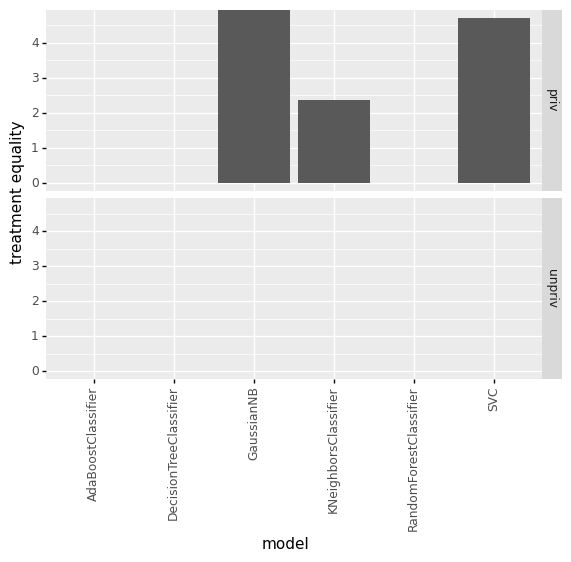 treatment equality
4
3
2
1
0
priv
4
3
2
1
0
unpriv
AdaBoostClassifier
DecisionTreeClassifier
GaussianNB
KNeighborsClassifier
RandomForestClassifier
SVC
model